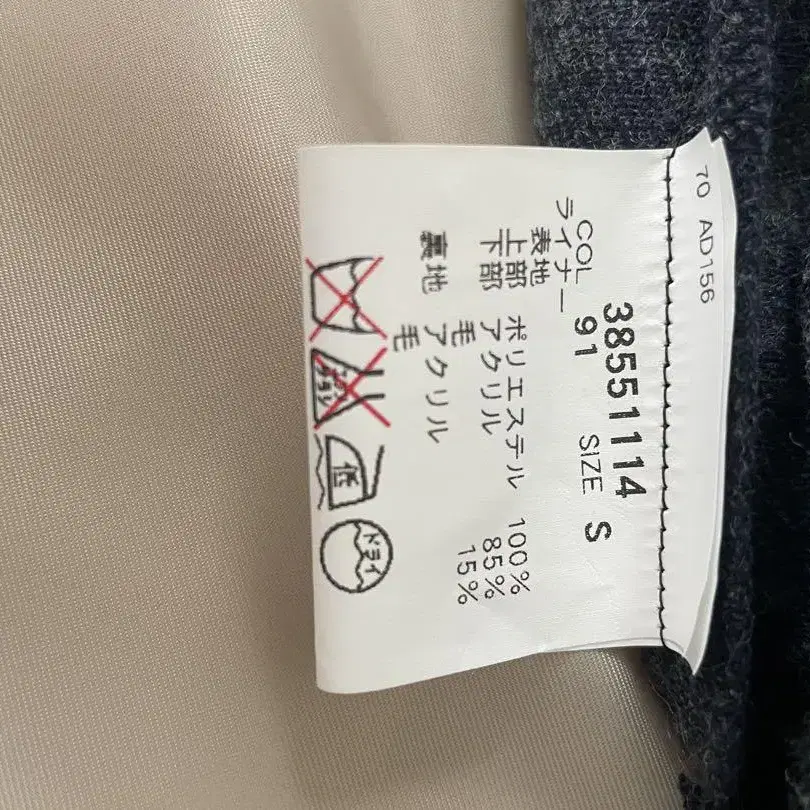 70 AD156
38551114
COL 91 SIZE S
ライナー
表地
上部 ポリエステル 100%
下部 アクリル 85%
毛 15%
裏地 アクリル
毛
低
ドライ